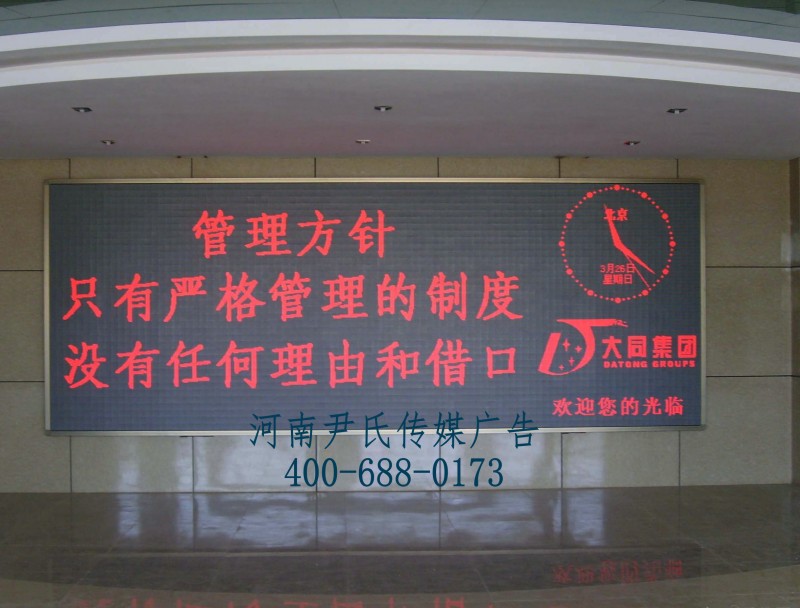 管理方针
只有严格管理的制度
没有任何理由和借口
北京
3月26日
星期日
大同集团
DATONG GROUPS
欢迎您的光临
河南尹氏传媒广告
400-688-0173